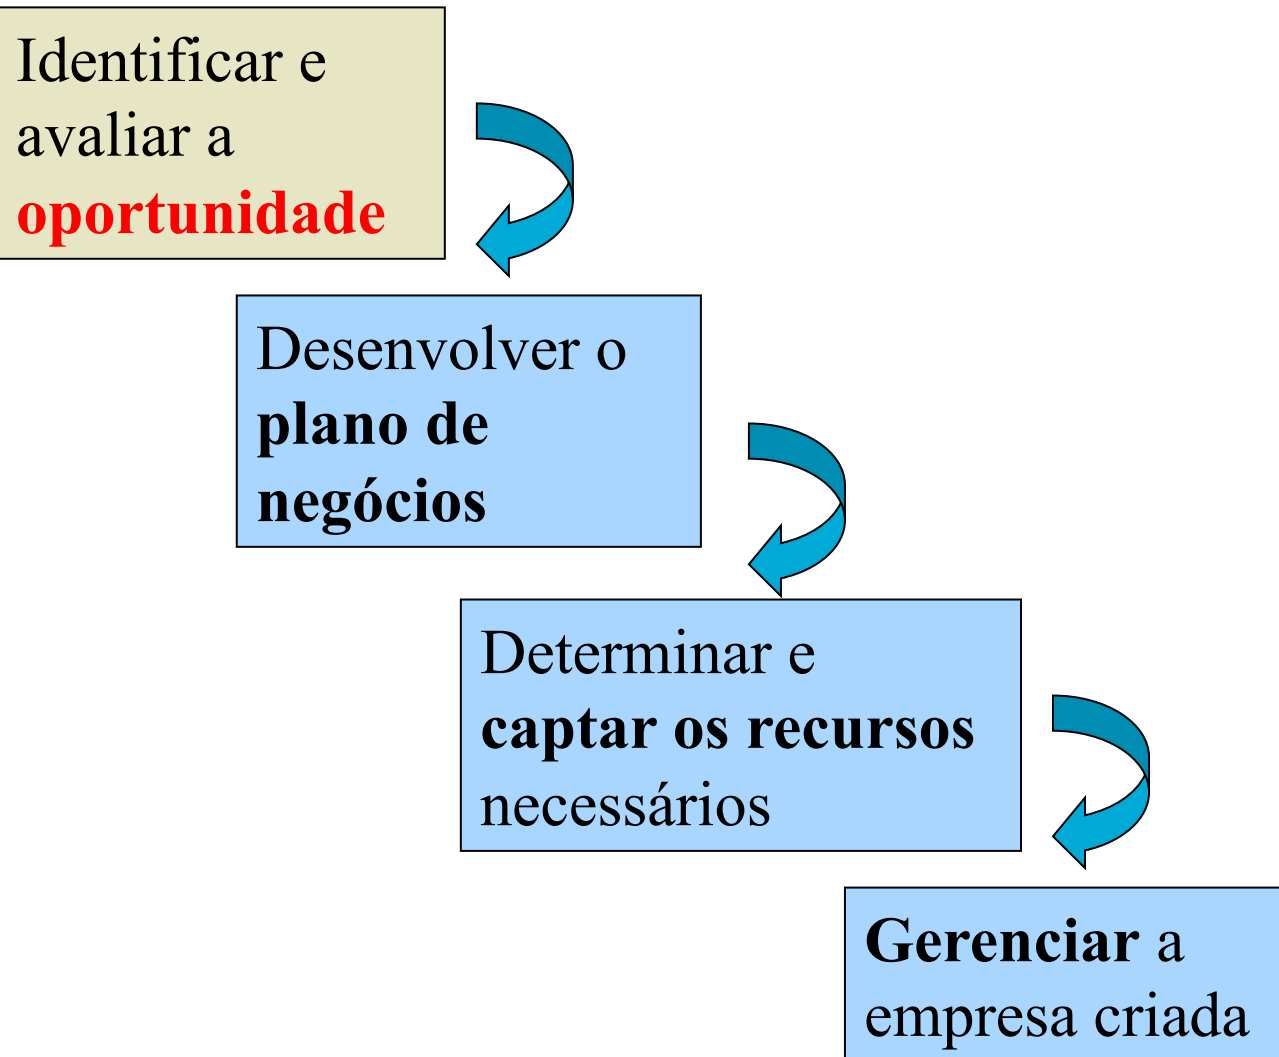 Identificar e
avaliar a
oportunidade
Desenvolver o
plano de
negócios
Determinar e
captar os recursos
necessários
Gerenciar a
empresa criada